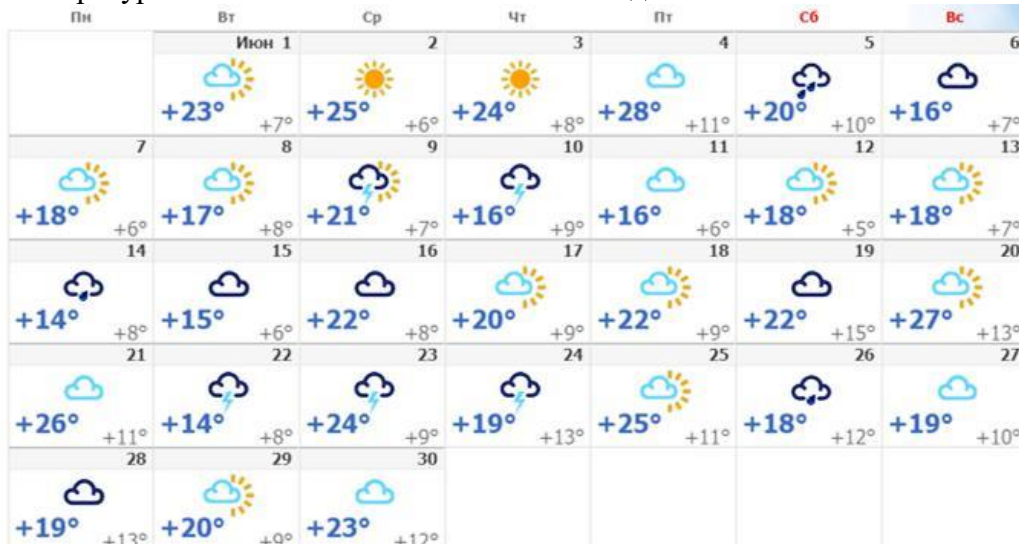 Пн Вт Ср Чт Пт Сб Вс
Июн 1 2 3 4 5 6
+23° +7° +25° +6° +24° +8° +28° +11° +20° +10° +16° +7°
7 8 9 10 11 12 13
+18° +6° +17° +8° +21° +7° +16° +9° +16° +6° +18° +5° +18° +7°
14 15 16 17 18 19 20
+14° +8° +15° +6° +22° +8° +20° +9° +22° +9° +22° +15° +27° +13°
21 22 23 24 25 26 27
+26° +11° +14° +8° +24° +9° +19° +13° +25° +11° +18° +12° +19° +10°
28 29 30
+19° +13° +20° +9° +23° +12°